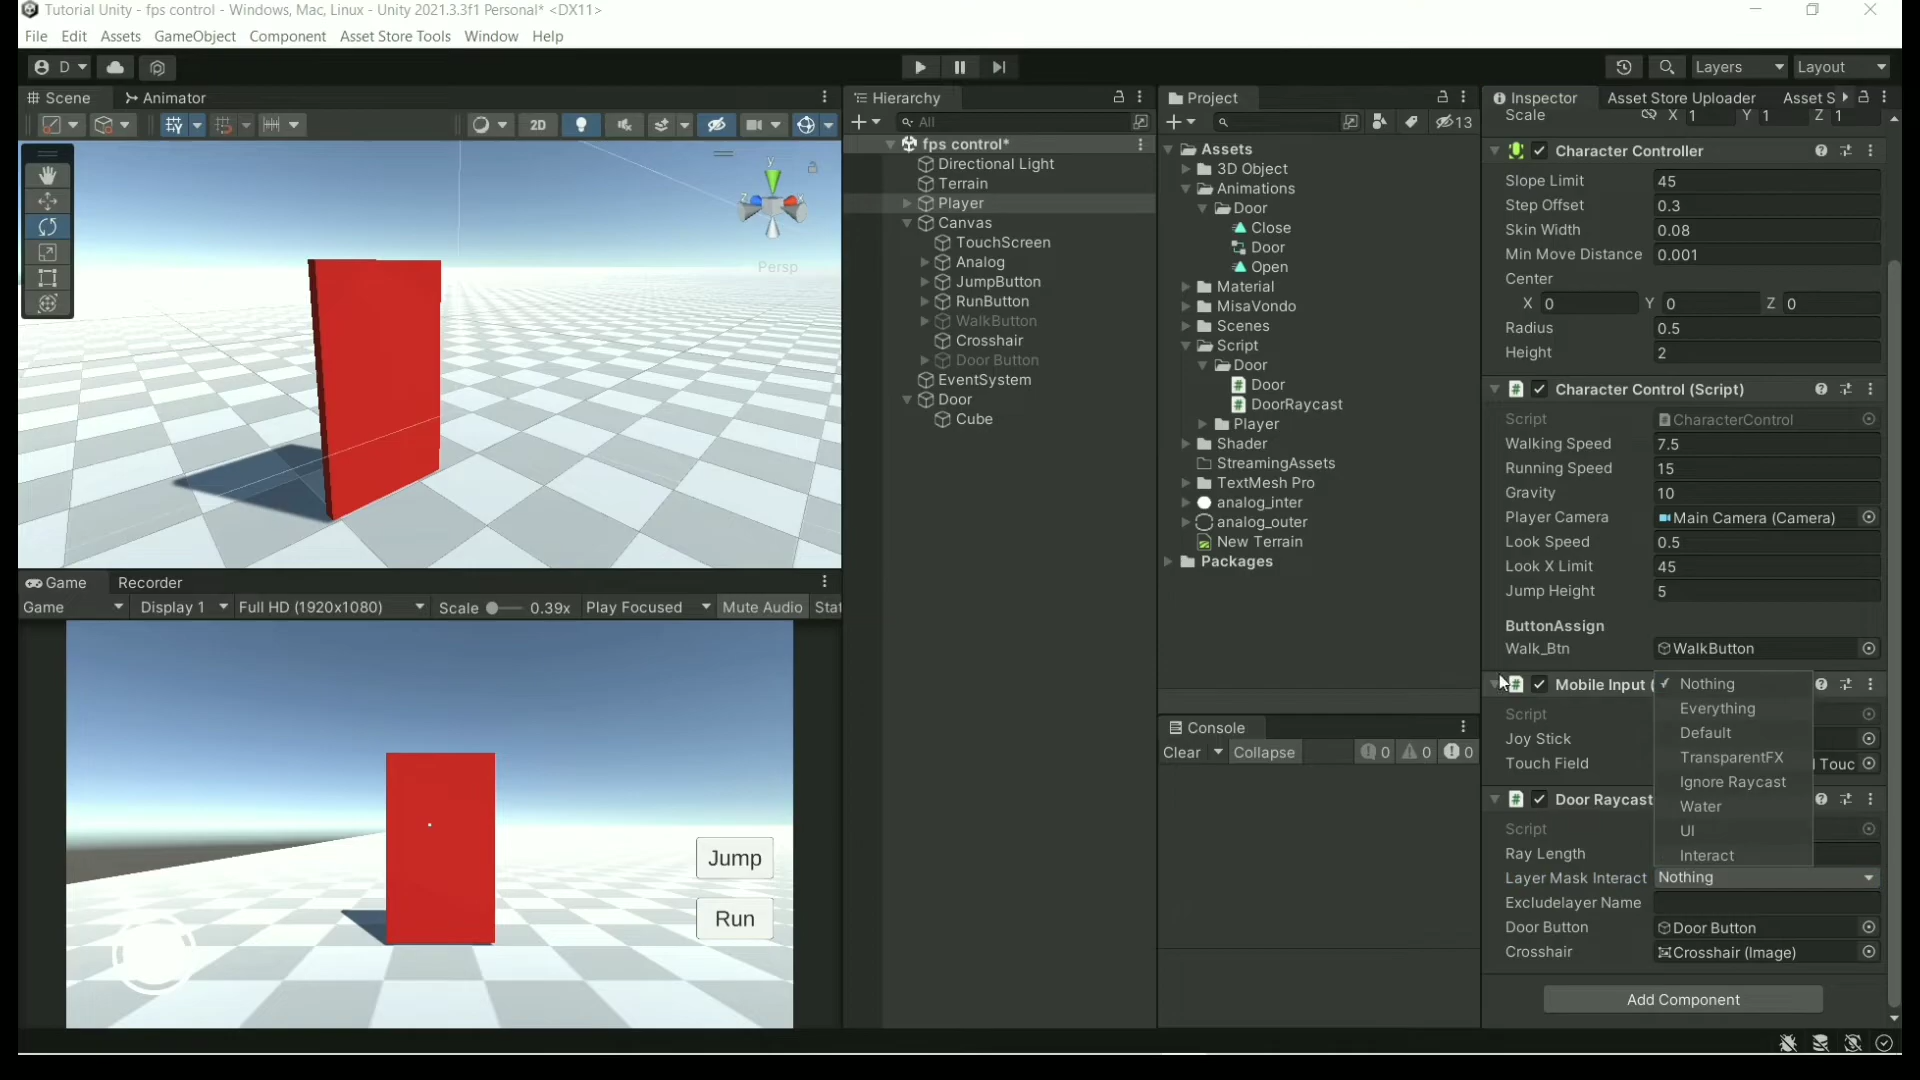 Tutorial Unity - fps control - Windows, Mac, Linux - Unity 2021.3.3f1 Personal* <DX11>
File Edit Assets GameObject Component Asset Store Tools Window Help
D
Layers
Layout
Scene
Animator
2D
Persp
y
Game
Recorder
Game
Display 1
Full HD (1920x1080)
Scale
0.39x
Play Focused
Mute Audio
Stat
Jump
Run
Hierarchy
All
fps control*
Directional Light
Terrain
Player
Canvas
TouchScreen
Analog
JumpButton
RunButton
WalkButton
Crosshair
Door Button
EventSystem
Door
Cube
Project
13
Assets
3D Object
Animations
Door
Close
Door
Open
Material
MisaVondo
Scenes
Script
Door
Door
DoorRaycast
Player
Shader
StreamingAssets
TextMesh Pro
analog_inter
analog_outer
New Terrain
Packages
Console
Clear
Collapse
0
0
0
Inspector
Asset Store Uploader
Asset S
Scale X 1 Y 1 Z 1
Character Controller
Slope Limit 45
Step Offset 0.3
Skin Width 0.08
Min Move Distance 0.001
Center
X 0 Y 0 Z 0
Radius 0.5
Height 2
Character Control (Script)
Script CharacterControl
Walking Speed 7.5
Running Speed 15
Gravity 10
Player Camera Main Camera (Camera)
Look Speed 0.5
Look X Limit 45
Jump Height 5
ButtonAssign
Walk_Btn WalkButton
Mobile Input (
Script
Joy Stick
Touch Field
Touc
Door Raycast
Script
Ray Length
Nothing
Everything
Default
TransparentFX
Ignore Raycast
Water
UI
Interact
Layer Mask Interact Nothing
Excludelayer Name
Door Button Door Button
Crosshair Crosshair (Image)
Add Component